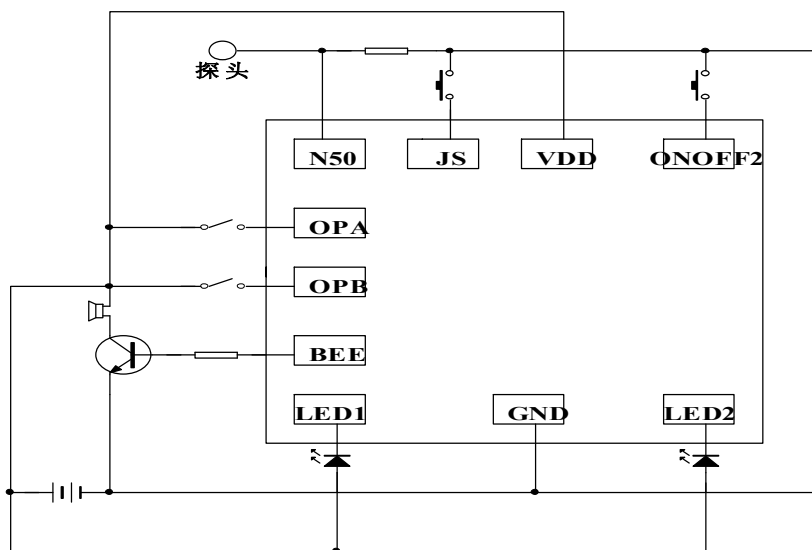 探头
N50
JS
VDD
ONOFF2
OPA
OPB
BEE
LED1
GND
LED2